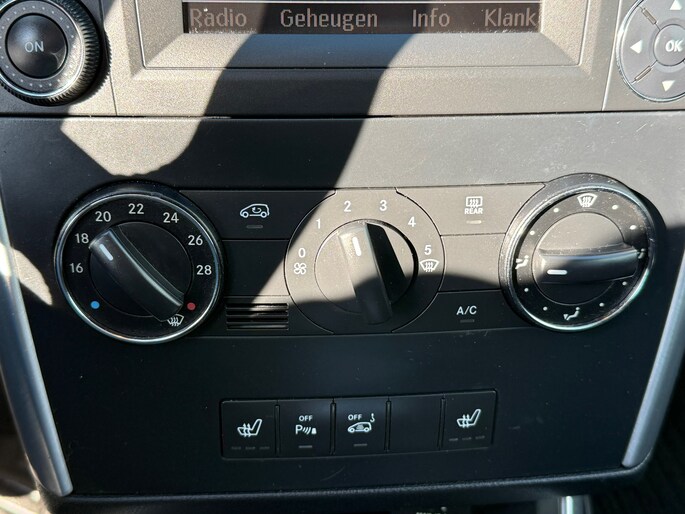 Radio Geheugen Info Klank
ON
OK
16 18 20 22 24 26 28
0 1 2 3 4 5
REAR
A/C
OFF
P
OFF